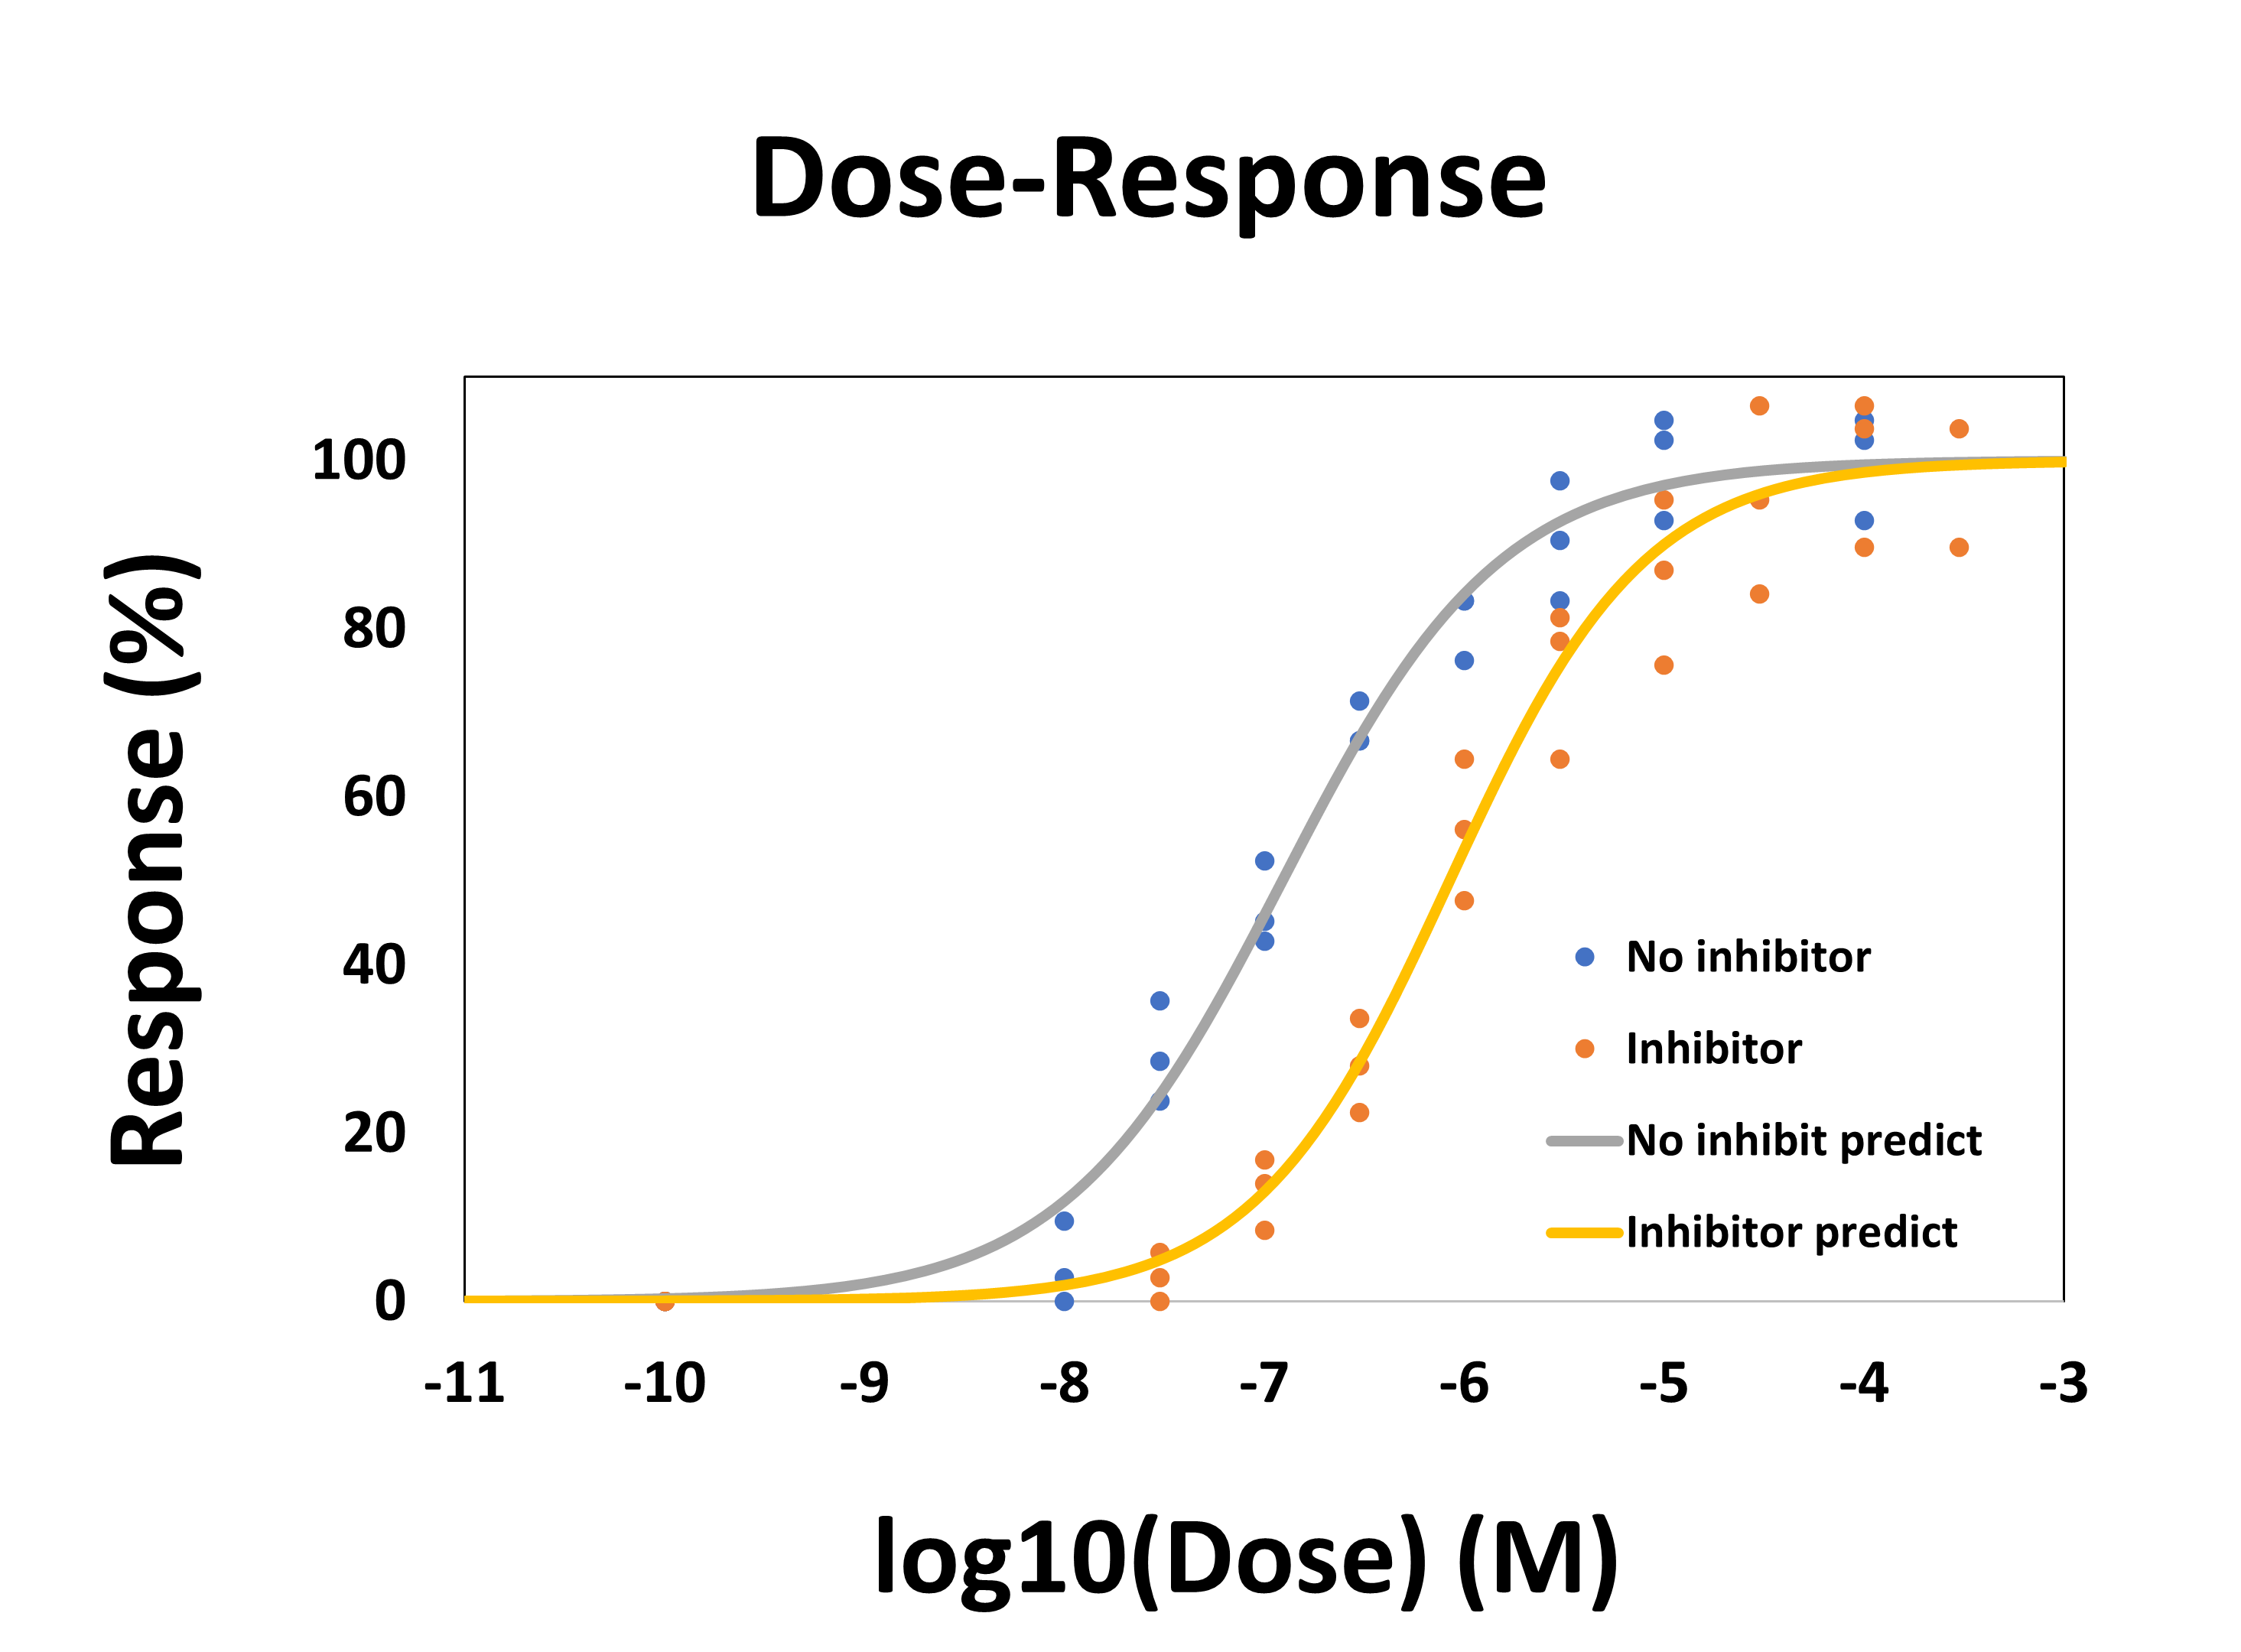 Dose-Response
Response (%)
100
80
60
40
20
0
No inhibitor
Inhibitor
No inhibit predict
Inhibitor predict
-11 -10 -9 -8 -7 -6 -5 -4 -3
log10(Dose) (M)